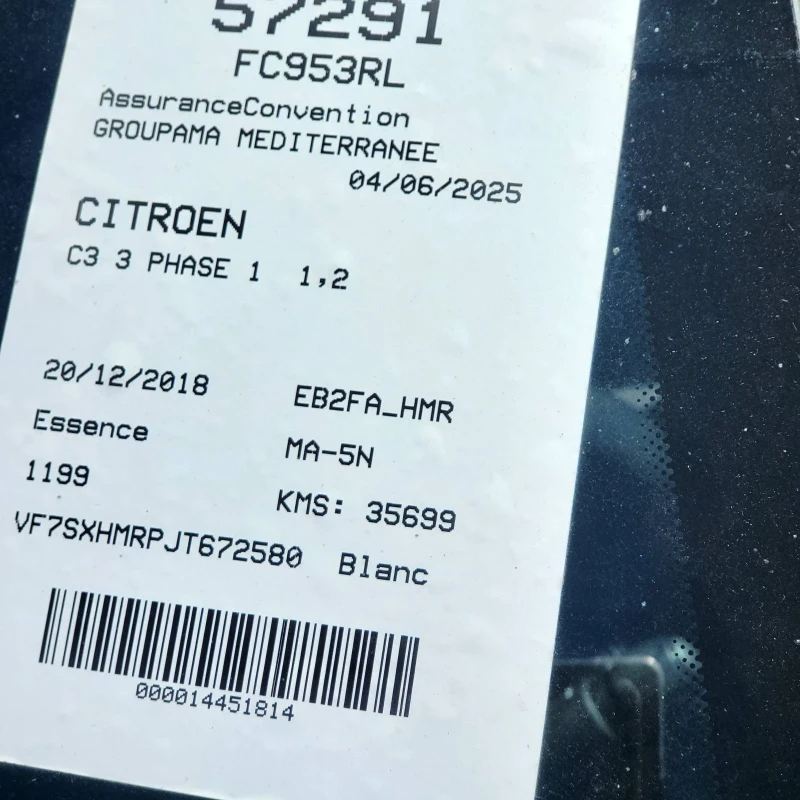 57291
FC953RL
AssuranceConvention
GROUPAMA MEDITERRANEE
04/06/2025
CITROEN
C3 3 PHASE 1 1,2
20/12/2018 EB2FA_HMR
Essence MA-5N
1199 KMS: 35699
VF7SXHMRPJT672580 Blanc
000014451814